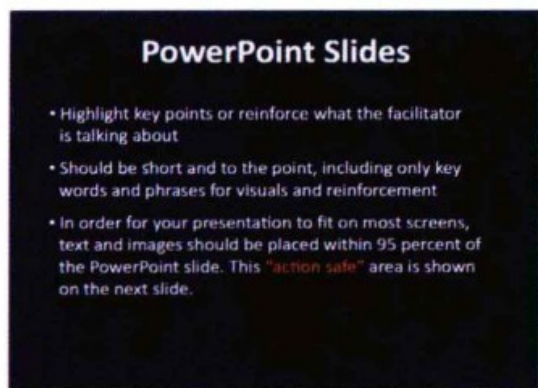 PowerPoint Slides
• Highlight key points or reinforce what the facilitator
is talking about
• Should be short and to the point, including only key
words and phrases for visuals and reinforcement
• In order for your presentation to fit on most screens,
text and images should be placed within 95 percent of
the PowerPoint slide. This "action safe" area is shown
on the next slide.